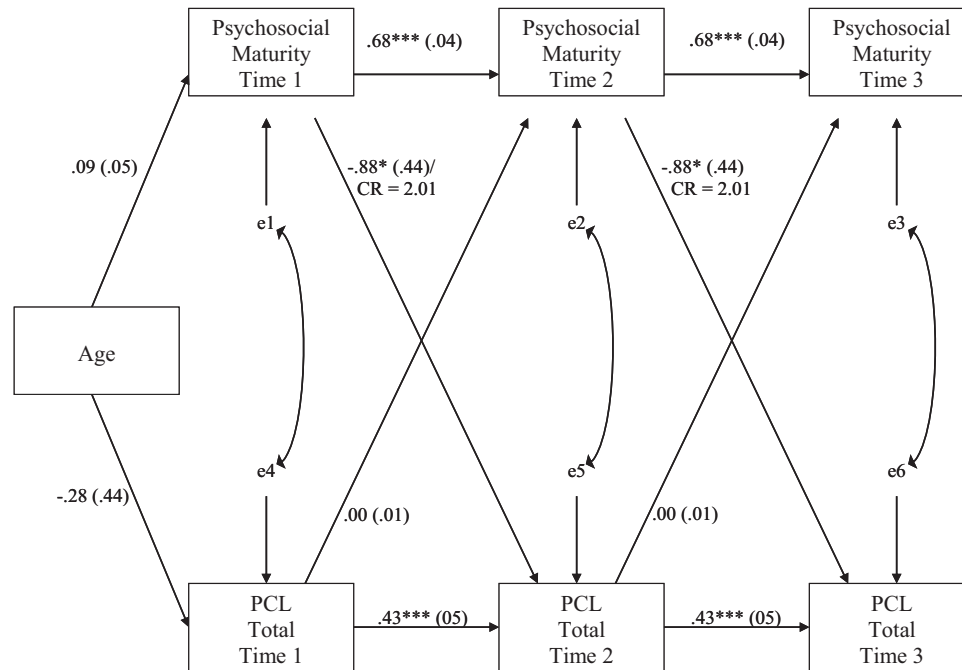 Psychosocial
Maturity
Time 1
.68*** (.04)
Psychosocial
Maturity
Time 2
.68*** (.04)
Psychosocial
Maturity
Time 3
.09 (.05)
-.88* (.44)/
CR = 2.01
-.88* (.44)
CR = 2.01
e1
e2
e3
Age
e4
e5
e6
-.28 (.44)
.00 (.01)
.00 (.01)
PCL
Total
Time 1
.43*** (05)
PCL
Total
Time 2
.43*** (05)
PCL
Total
Time 3